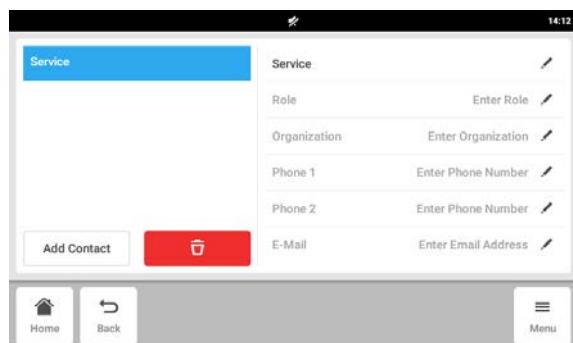 14:12
Service
Service
Role Enter Role
Organization Enter Organization
Phone 1 Enter Phone Number
Phone 2 Enter Phone Number
E-Mail Enter Email Address
Add Contact
Home
Back
Menu